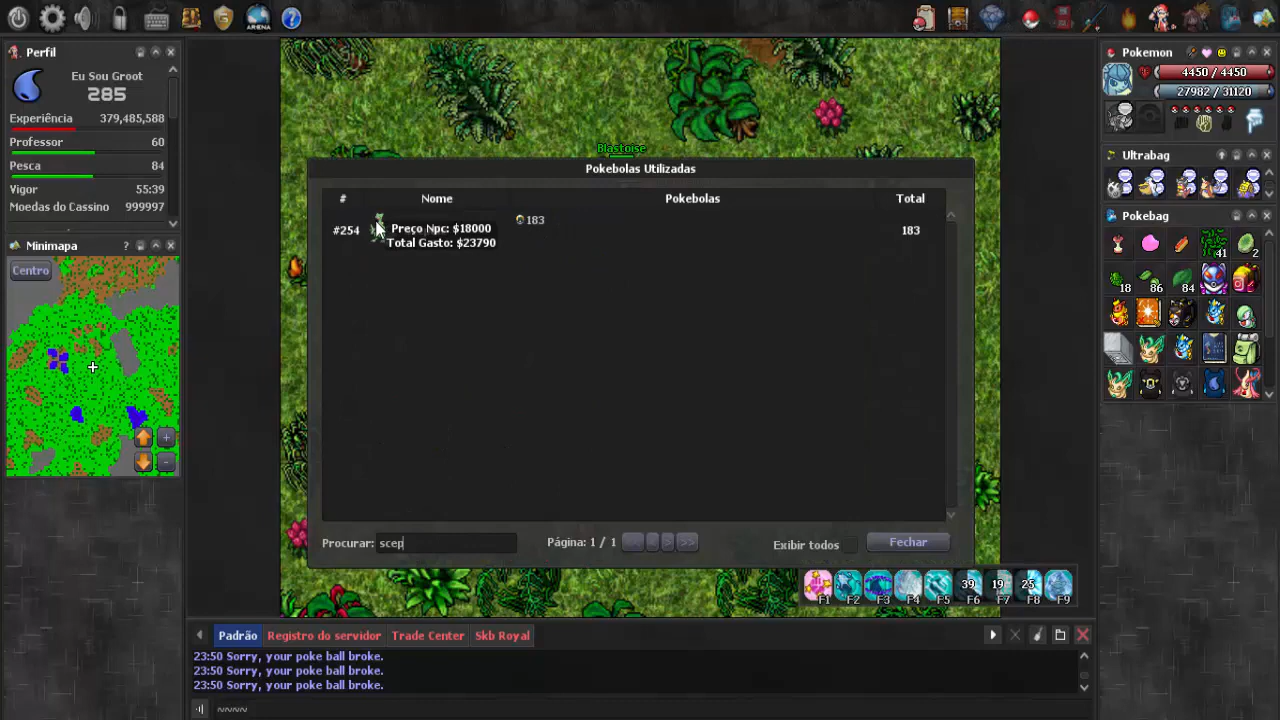 ARENA
Perfil
Eu Sou Groot
285
Experiência 379,485,588
Professor 60
Pesca 84
Vigor 55:39
Moedas do Cassino 999997
Minimapa ?
Centro
Blastoise
Pokebolas Utilizadas
# Nome Pokebolas Total
183
#254 Preço Npc: $18000 183
Total Gasto: $23790
Procurar: scep Página: 1 / 1 Exibir todos Fechar
39 19 25
F1 F2 F3 F4 F5 F6 F7 F8 F9
Padrão Registro do servidor Trade Center Skb Royal
23:50 Sorry, your poke ball broke.
23:50 Sorry, your poke ball broke.
23:50 Sorry, your poke ball broke.
~~~~
Pokemon
4450 / 4450
27982 / 31120
Ultrabag
Pokebag
41 2
18 86 84